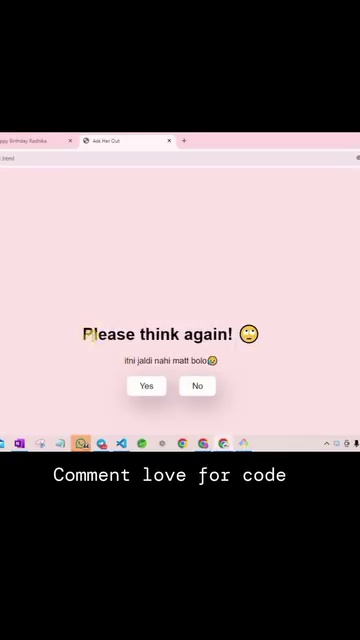 ppy Birthday Radhika
Ask Her Out
.html
Please think again! 🙄
itni jaldi nahi matt bolo😢
Yes
No
Comment love for code